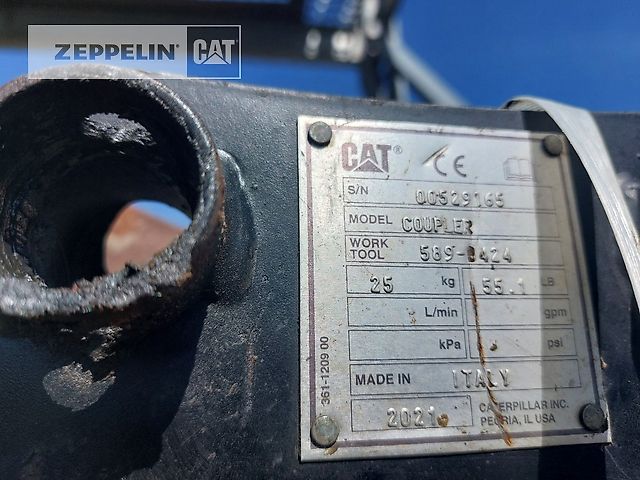 ZEPPELIN CAT
CAT® CE
S/N 00529165
MODEL COUPLER
WORK TOOL 589-0424
25 kg 55.1 LB
L/min gpm
kPa psi
MADE IN ITALY
2021 CATERPILLAR INC.
PEORIA, IL USA
361-1209 00